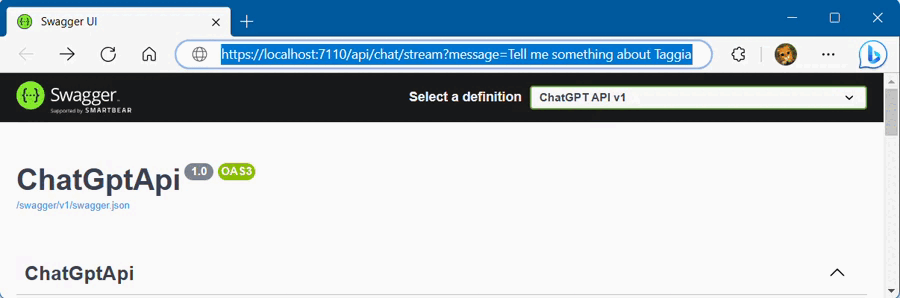 Swagger UI
https://localhost:7110/api/chat/stream?message=Tell me something about Taggia
Swagger
Supported by SMARTBEAR
Select a definition
ChatGPT API v1
ChatGptApi 1.0 OAS3
/swagger/v1/swagger.json
ChatGptApi